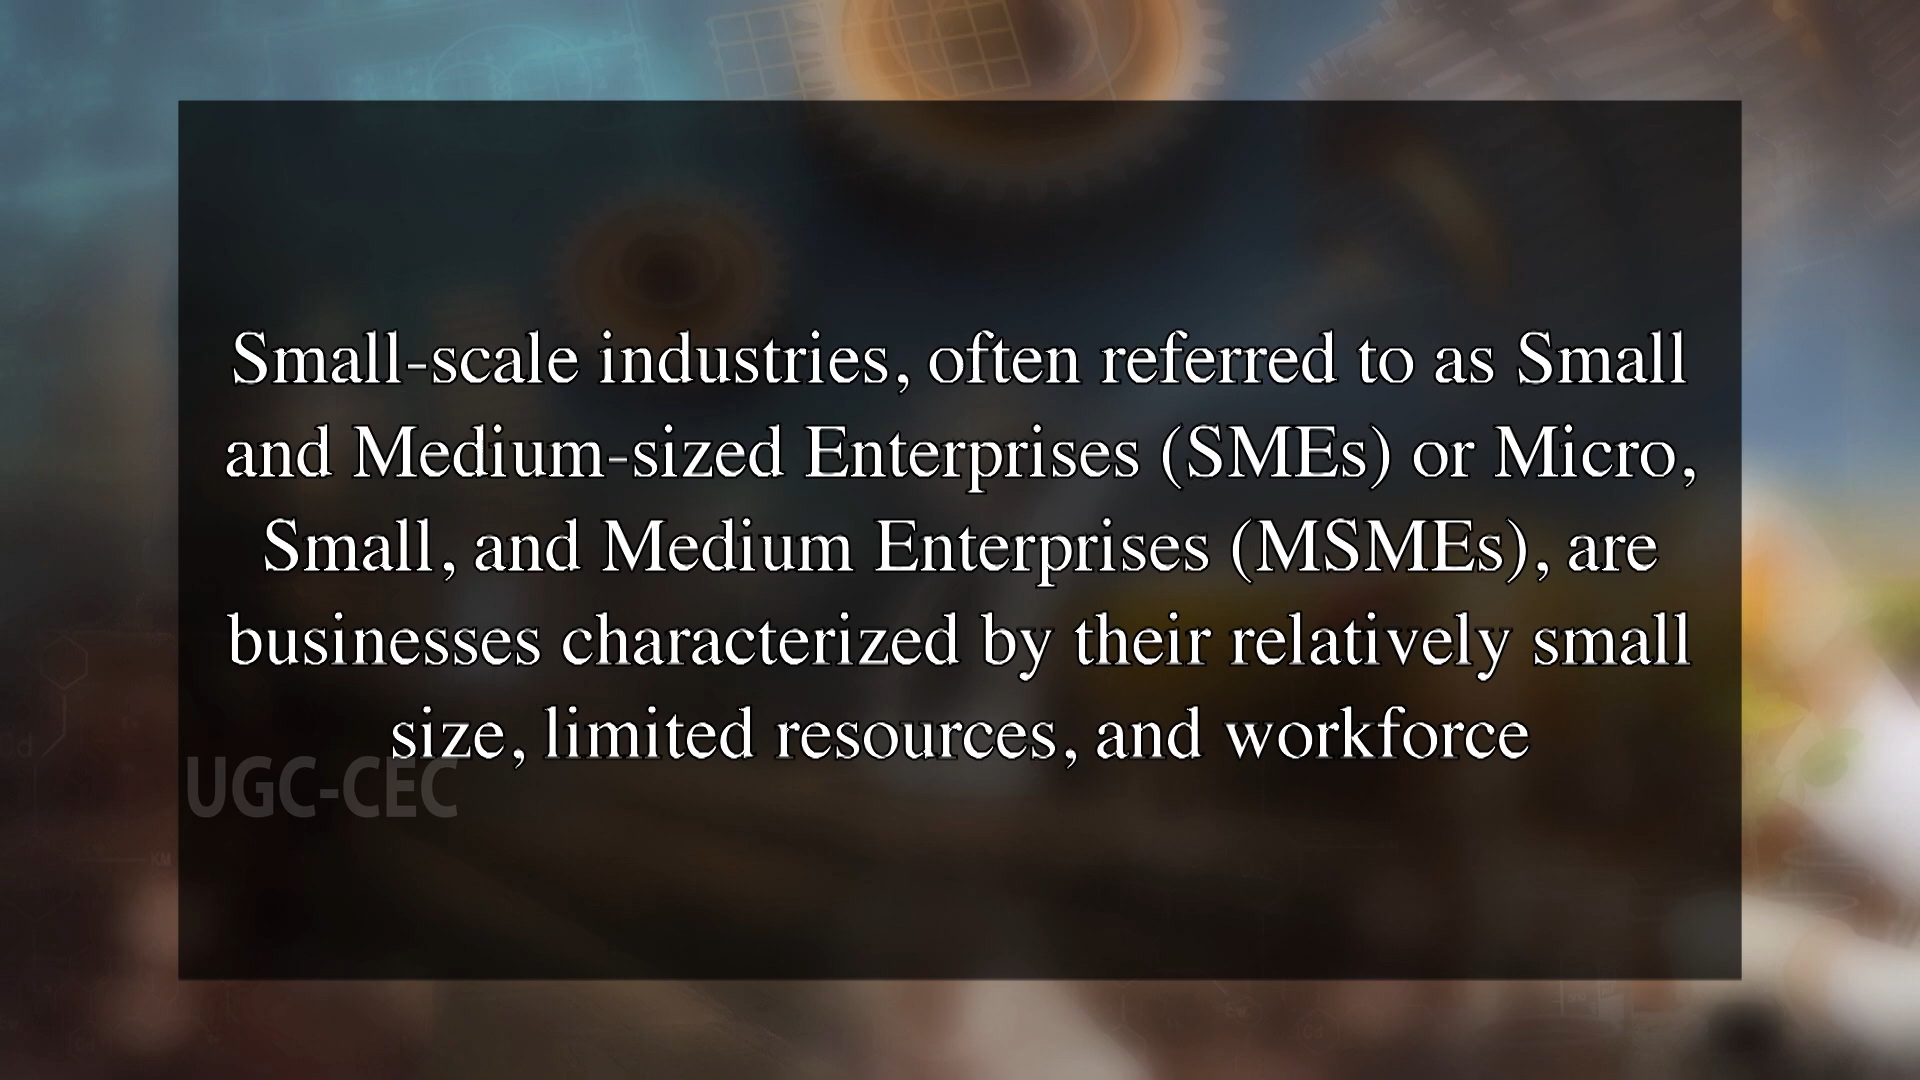 Small-scale industries, often referred to as Small
and Medium-sized Enterprises (SMEs) or Micro,
Small, and Medium Enterprises (MSMEs), are
businesses characterized by their relatively small
size, limited resources, and workforce
UGC-CEC